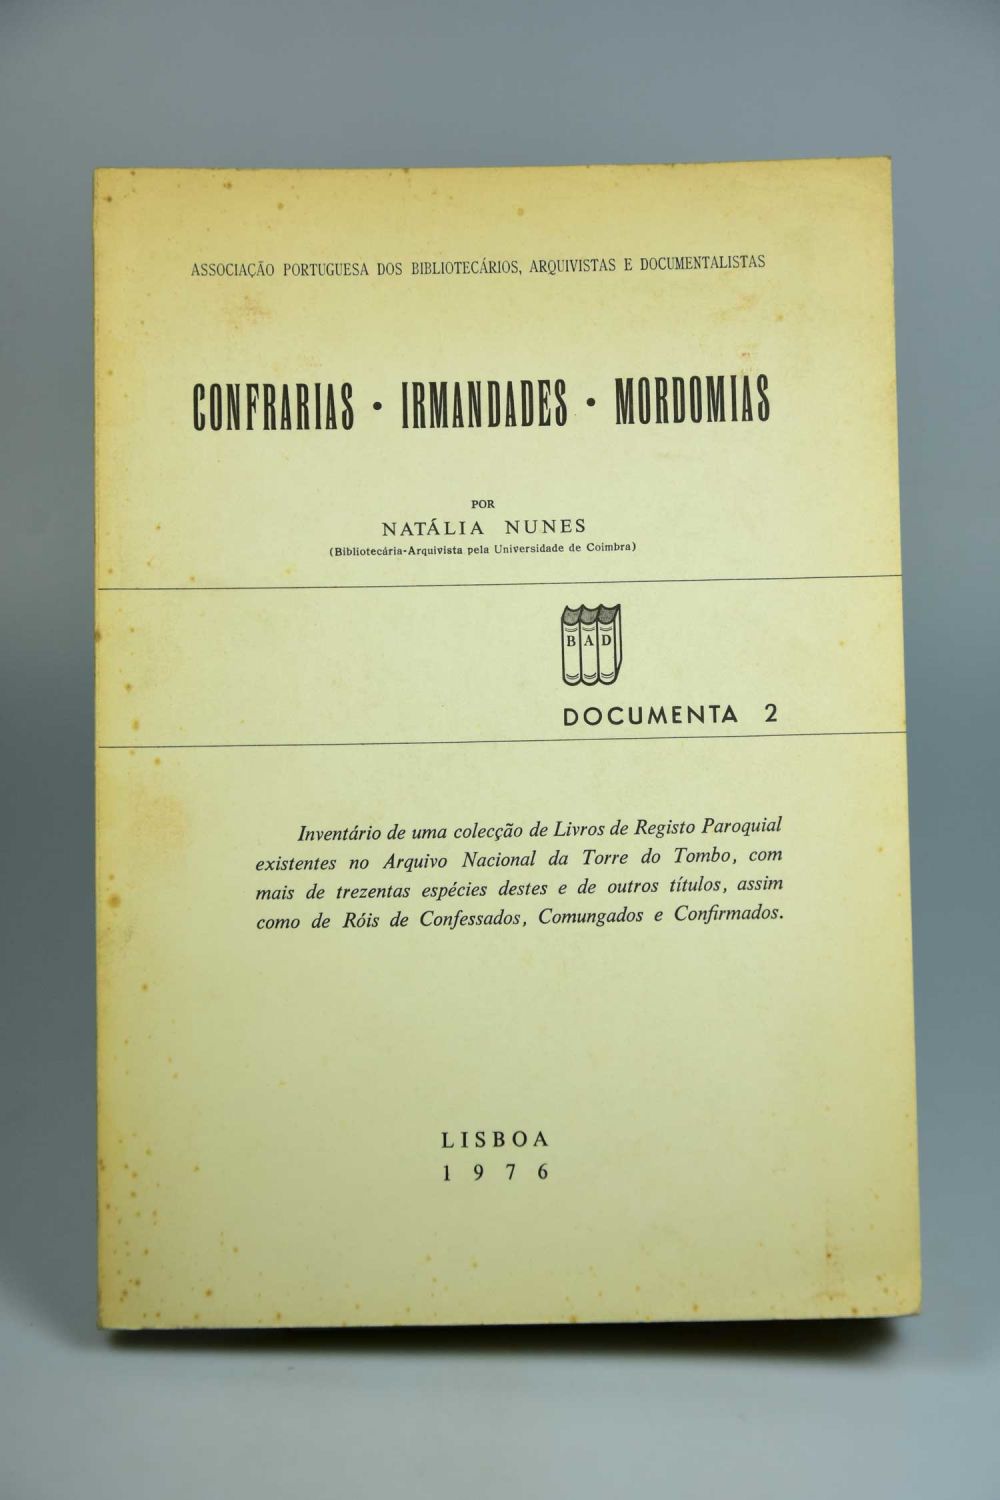 ASSOCIAÇÃO PORTUGUESA DOS BIBLIOTECÁRIOS, ARQUIVISTAS E DOCUMENTALISTAS
CONFRARIAS · IRMANDADES · MORDOMIAS
POR
NATÁLIA NUNES
(Bibliotecária-Arquivista pela Universidade de Coimbra)
B A D
DOCUMENTA 2
Inventário de uma colecção de Livros de Registo Paroquial
existentes no Arquivo Nacional da Torre do Tombo, com
mais de trezentas espécies destes e de outros títulos, assim
como de Róis de Confessados, Comungados e Confirmados.
LISBOA
1976